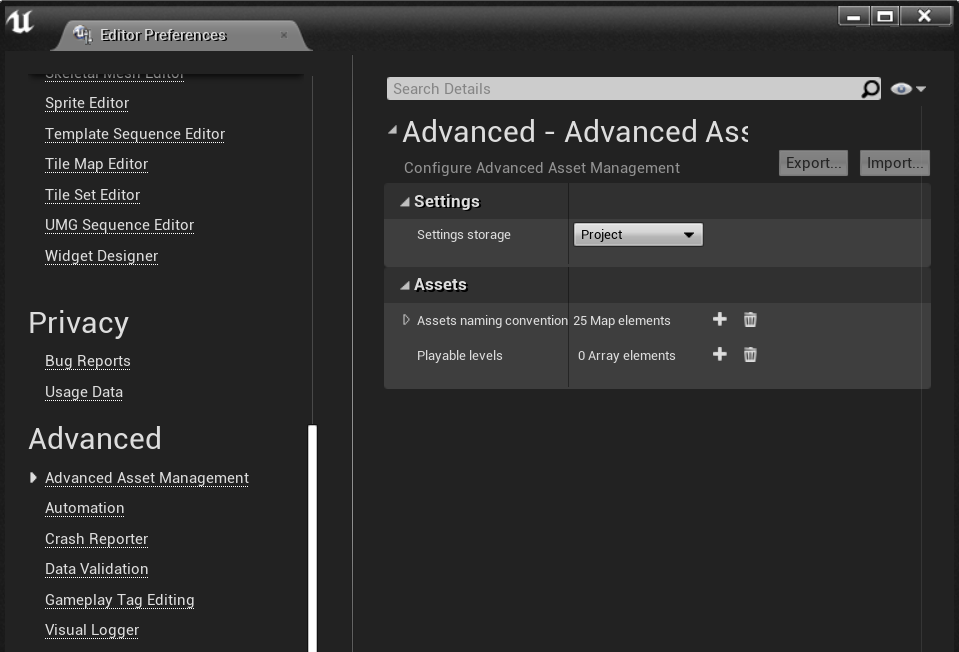 Editor Preferences
Skeletal Mesh Editor
Sprite Editor
Template Sequence Editor
Tile Map Editor
Tile Set Editor
UMG Sequence Editor
Widget Designer
Privacy
Bug Reports
Usage Data
Advanced
Advanced Asset Management
Automation
Crash Reporter
Data Validation
Gameplay Tag Editing
Visual Logger
Search Details
Advanced - Advanced Ass
Configure Advanced Asset Management
Export... Import...
Settings
Settings storage Project
Assets
Assets naming convention 25 Map elements
Playable levels 0 Array elements